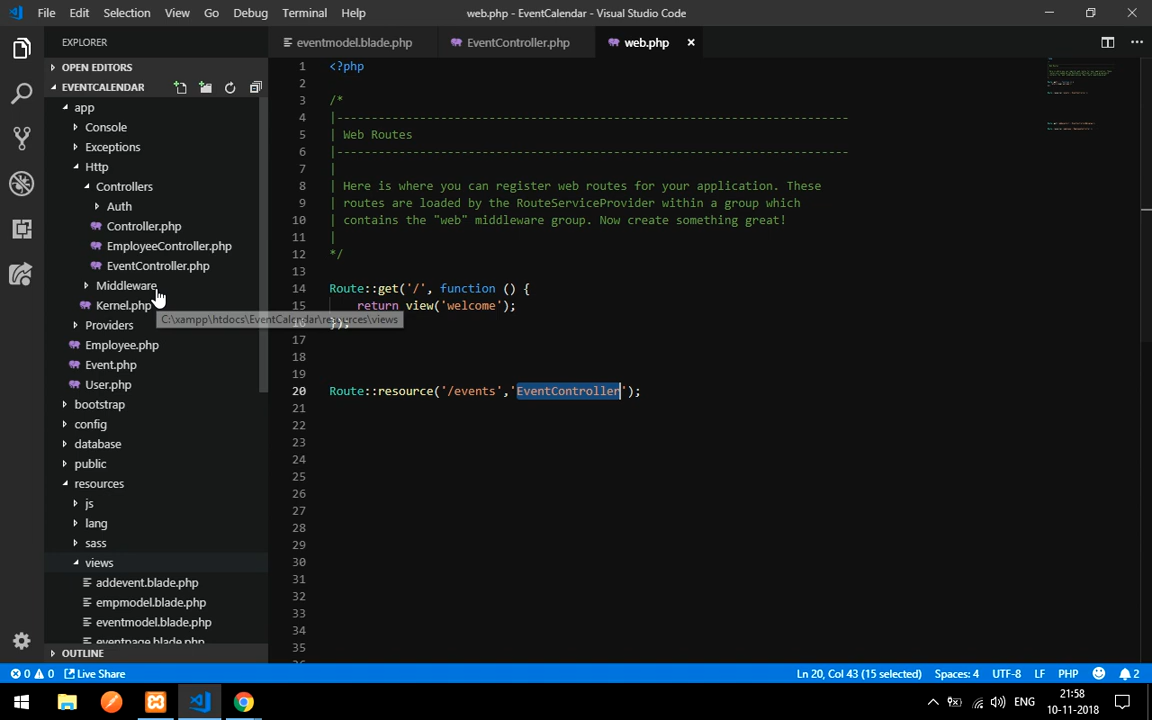 File Edit Selection View Go Debug Terminal Help
web.php - EventCalendar - Visual Studio Code
EXPLORER
OPEN EDITORS
EVENTCALENDAR
app
Console
Exceptions
Http
Controllers
Auth
Controller.php
EmployeeController.php
EventController.php
Middleware
Kernel.php
Providers
Employee.php
Event.php
User.php
bootstrap
config
database
public
resources
js
lang
sass
views
addevent.blade.php
empmodel.blade.php
eventmodel.blade.php
eventpage.blade.php
OUTLINE
C:\xampp\htdocs\EventCalendar\resources\views
eventmodel.blade.php EventController.php web.php
1 <?php
2
3 /*
4 |--------------------------------------------------------------------------
5 | Web Routes
6 |--------------------------------------------------------------------------
7 |
8 | Here is where you can register web routes for your application. These
9 | routes are loaded by the RouteServiceProvider within a group which
10 | contains the "web" middleware group. Now create something great!
11 |
12 */
13
14 Route::get('/', function () {
15 return view('welcome');
16 });
17
18
19
20 Route::resource('/events','EventController');
21
22
23
24
25
26
27
28
29
30
31
32
33
34
35
0 0 Live Share
Ln 20, Col 43 (15 selected) Spaces: 4 UTF-8 LF PHP 2
ENG
21:58
10-11-2018